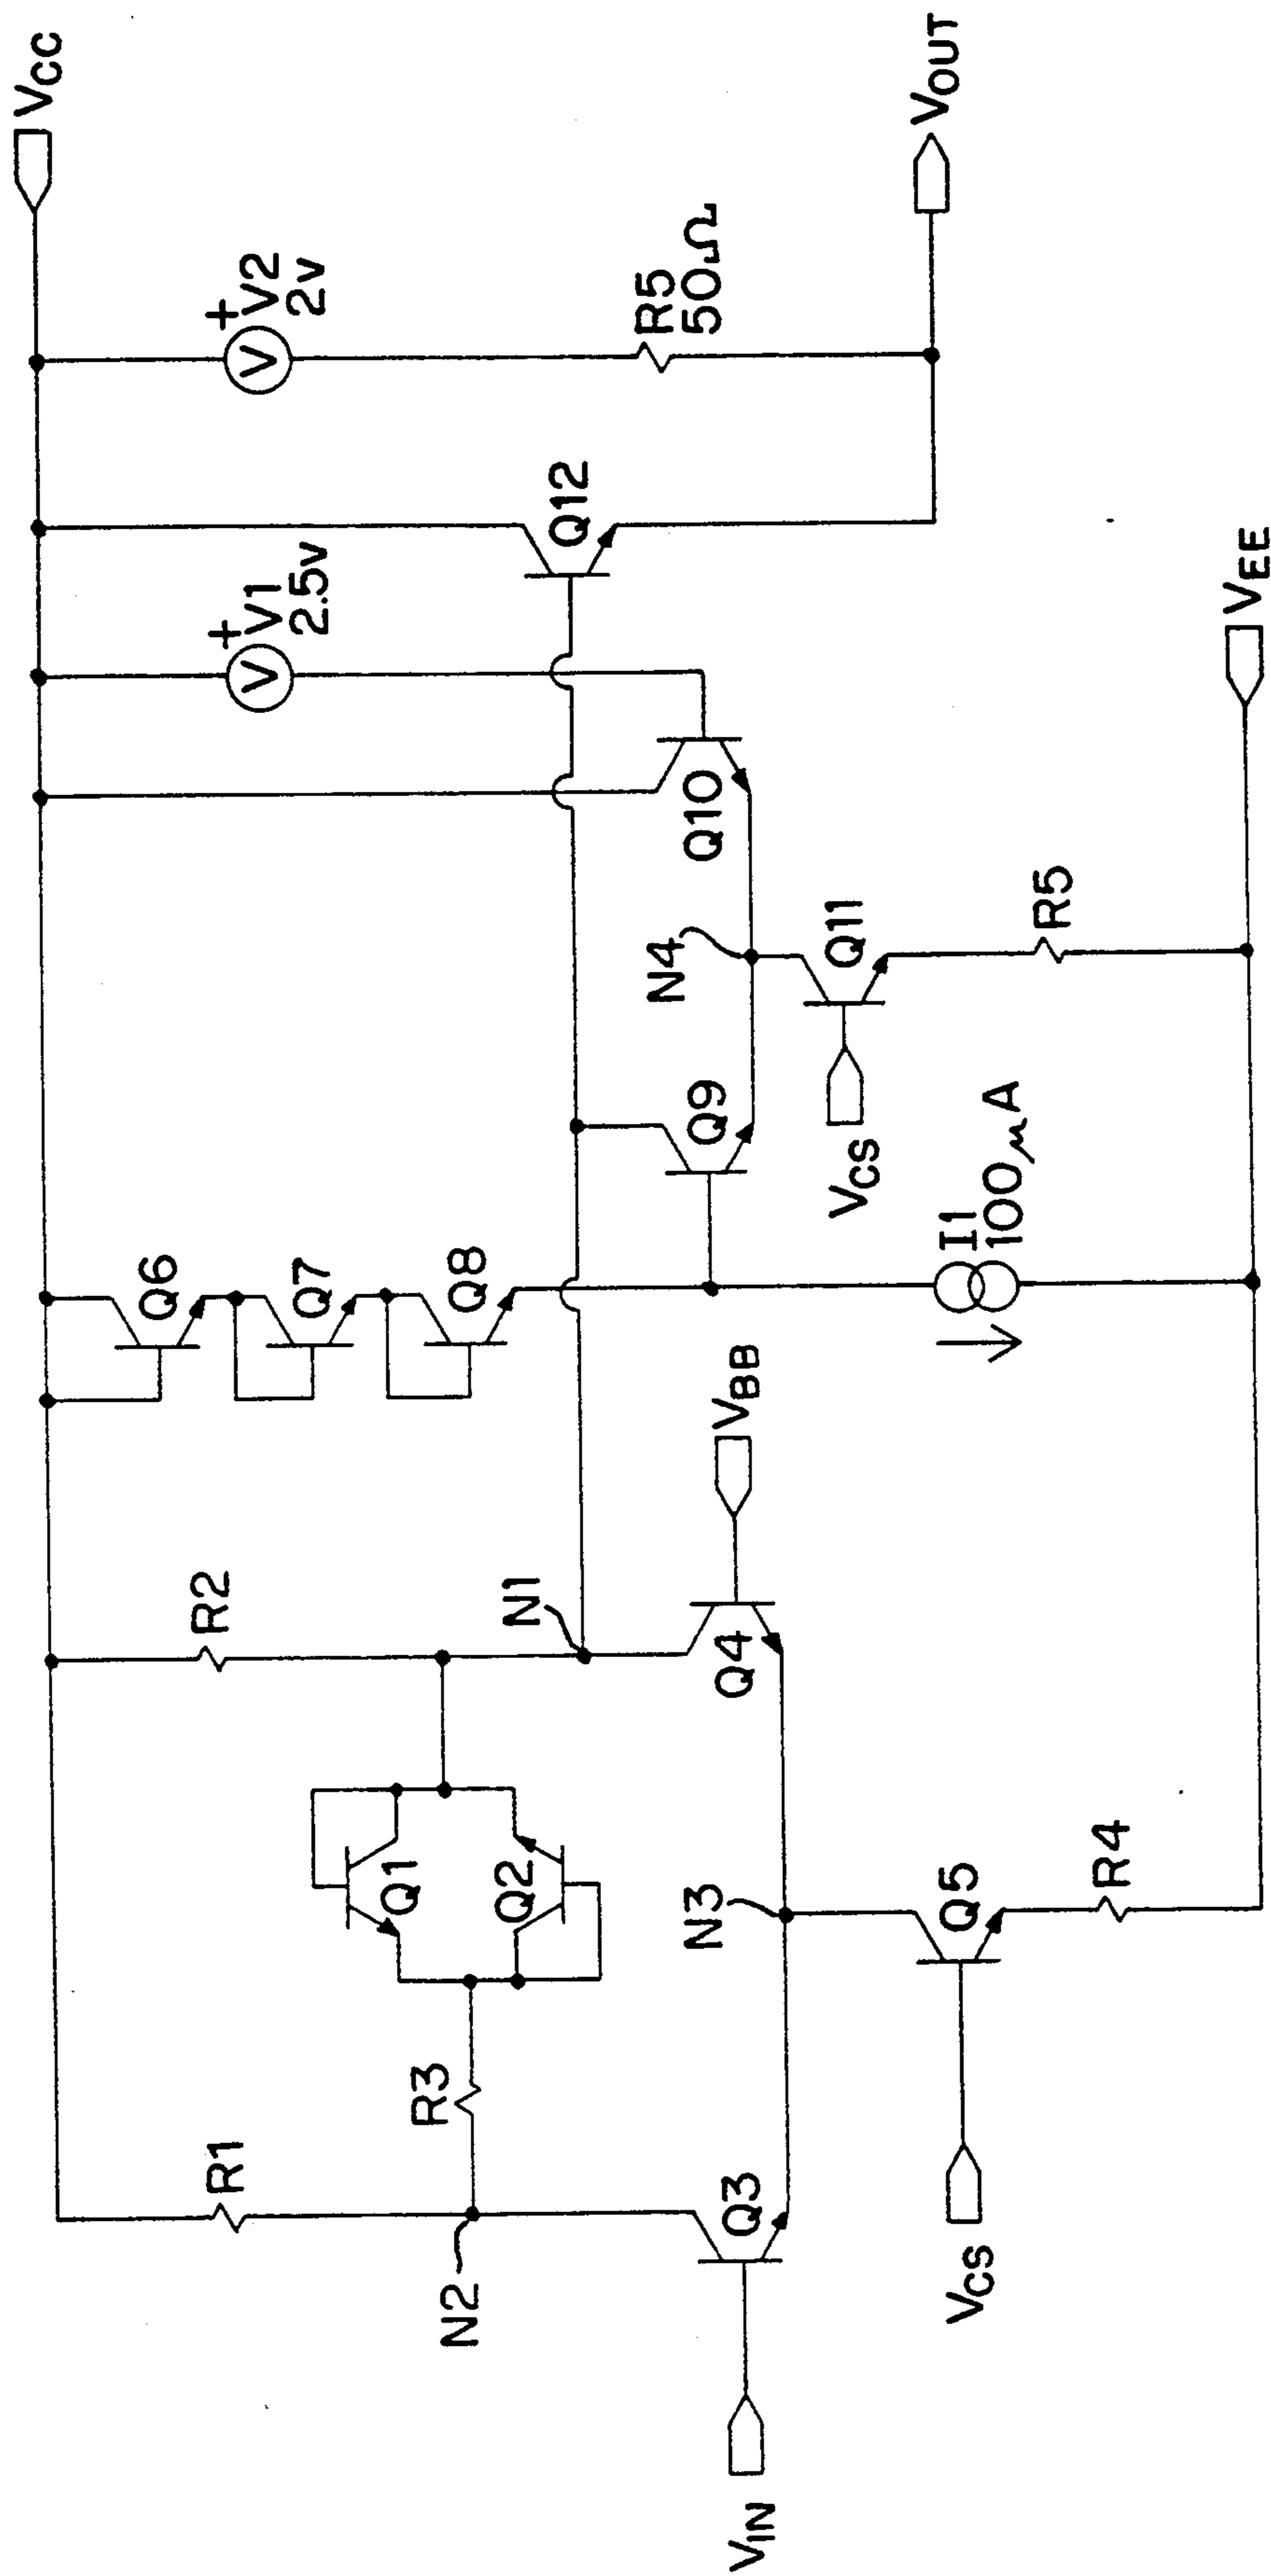 VCC
V2
2v
+
R5
50Ω
VOUT
Q12
V1
2.5v
+
Q10
VEE
N4
Q11
R5
Q9
VCS
Q6
Q7
Q8
I1
100μA
VBB
R2
N1
Q4
Q1
Q2
N3
Q5
R4
R3
R1
N2
Q3
VCS
VIN
V
V